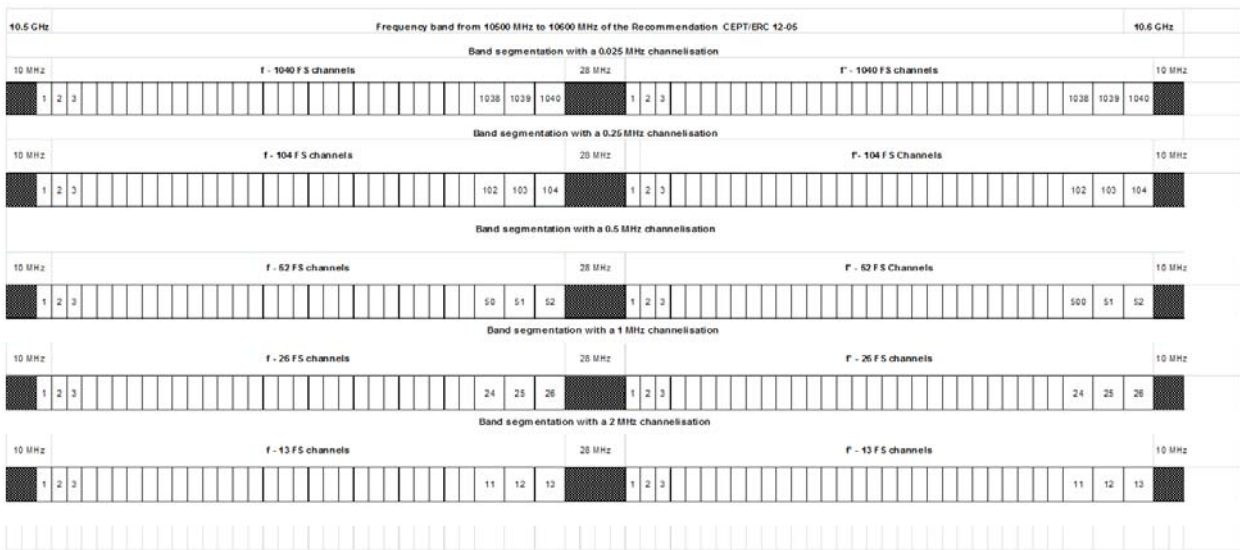 10.5 GHz Frequency band from 10500 MHz to 10600 MHz of the Recommendation CEPT/ERC 12-05 10.6 GHz
Band segmentation with a 0.025 MHz channelisation
10 MHz f - 1040 FS channels 28 MHz f' - 1040 FS channels 10 MHz
1 2 3 1038 1039 1040 1 2 3 1038 1039 1040
Band segmentation with a 0.25 MHz channelisation
10 MHz f - 104 FS channels 28 MHz f' - 104 FS Channels 10 MHz
1 2 3 102 103 104 1 2 3 102 103 104
Band segmentation with a 0.5 MHz channelisation
10 MHz f - 52 FS channels 28 MHz f' - 52 FS Channels 10 MHz
1 2 3 50 51 52 1 2 3 500 51 52
Band segmentation with a 1 MHz channelisation
10 MHz f - 26 FS channels 28 MHz f' - 26 FS channels 10 MHz
1 2 3 24 25 26 1 2 3 24 25 26
Band segmentation with a 2 MHz channelisation
10 MHz f - 13 FS channels 28 MHz f' - 13 FS channels 10 MHz
1 2 3 11 12 13 1 2 3 11 12 13